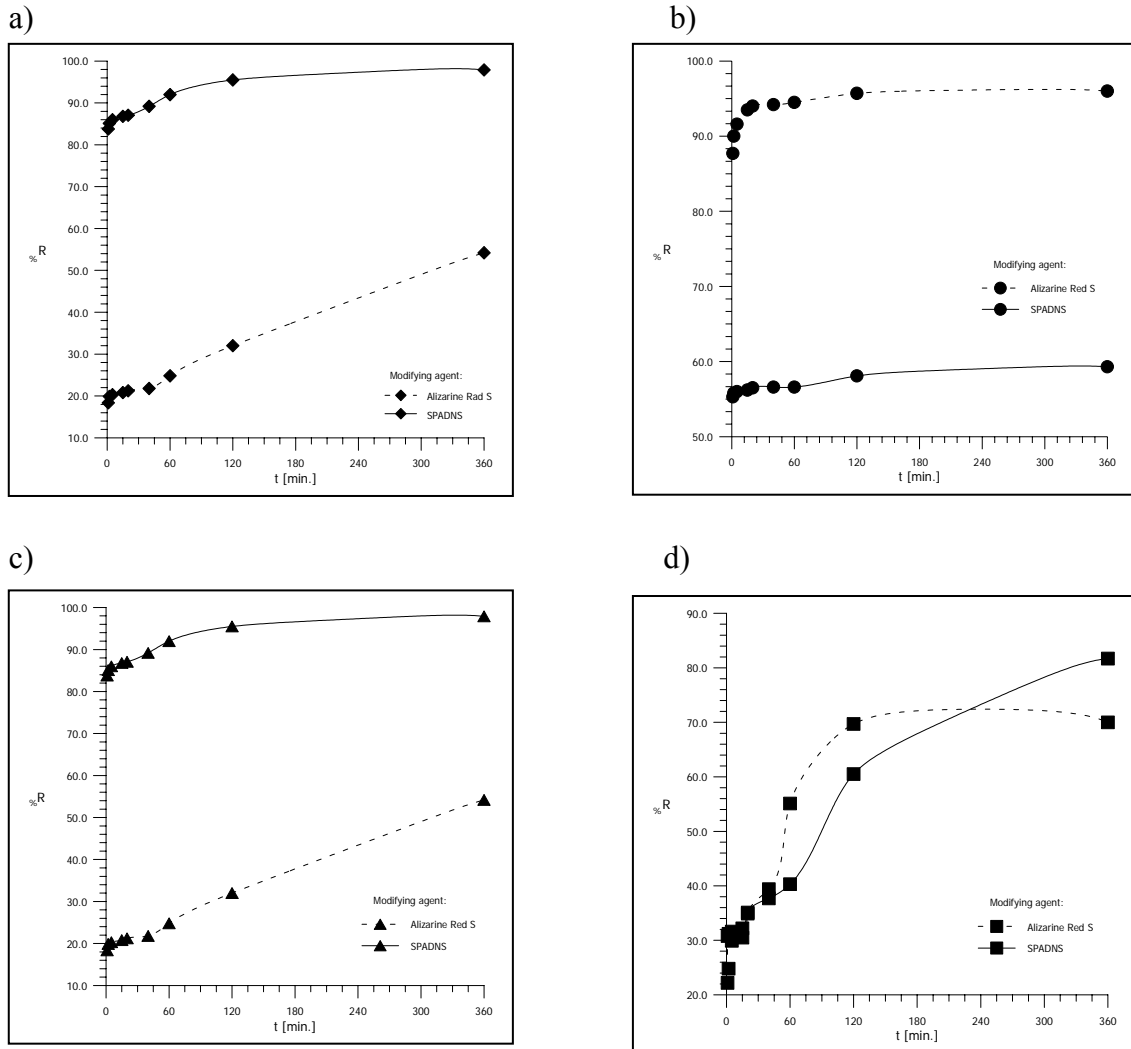 a)
100.0
90.0
80.0
70.0
60.0
50.0
40.0
30.0
20.0
10.0
%R
Modifying agent:
Alizarine Rad S
SPADNS
0 60 120 180 240 300 360
t [min.]
b)
100.0
90.0
80.0
70.0
60.0
50.0
%R
Modifying agent:
Alizarine Red S
SPADNS
0 60 120 180 240 300 360
t [min.]
c)
100.0
90.0
80.0
70.0
60.0
50.0
40.0
30.0
20.0
10.0
%R
Modifying agent:
Alizarine Red S
SPADNS
0 60 120 180 240 300 360
t [min.]
d)
90.0
80.0
70.0
60.0
50.0
40.0
30.0
20.0
%R
Modifying agent:
Alizarine Red S
SPADNS
0 60 120 180 240 300 360
t [min.]